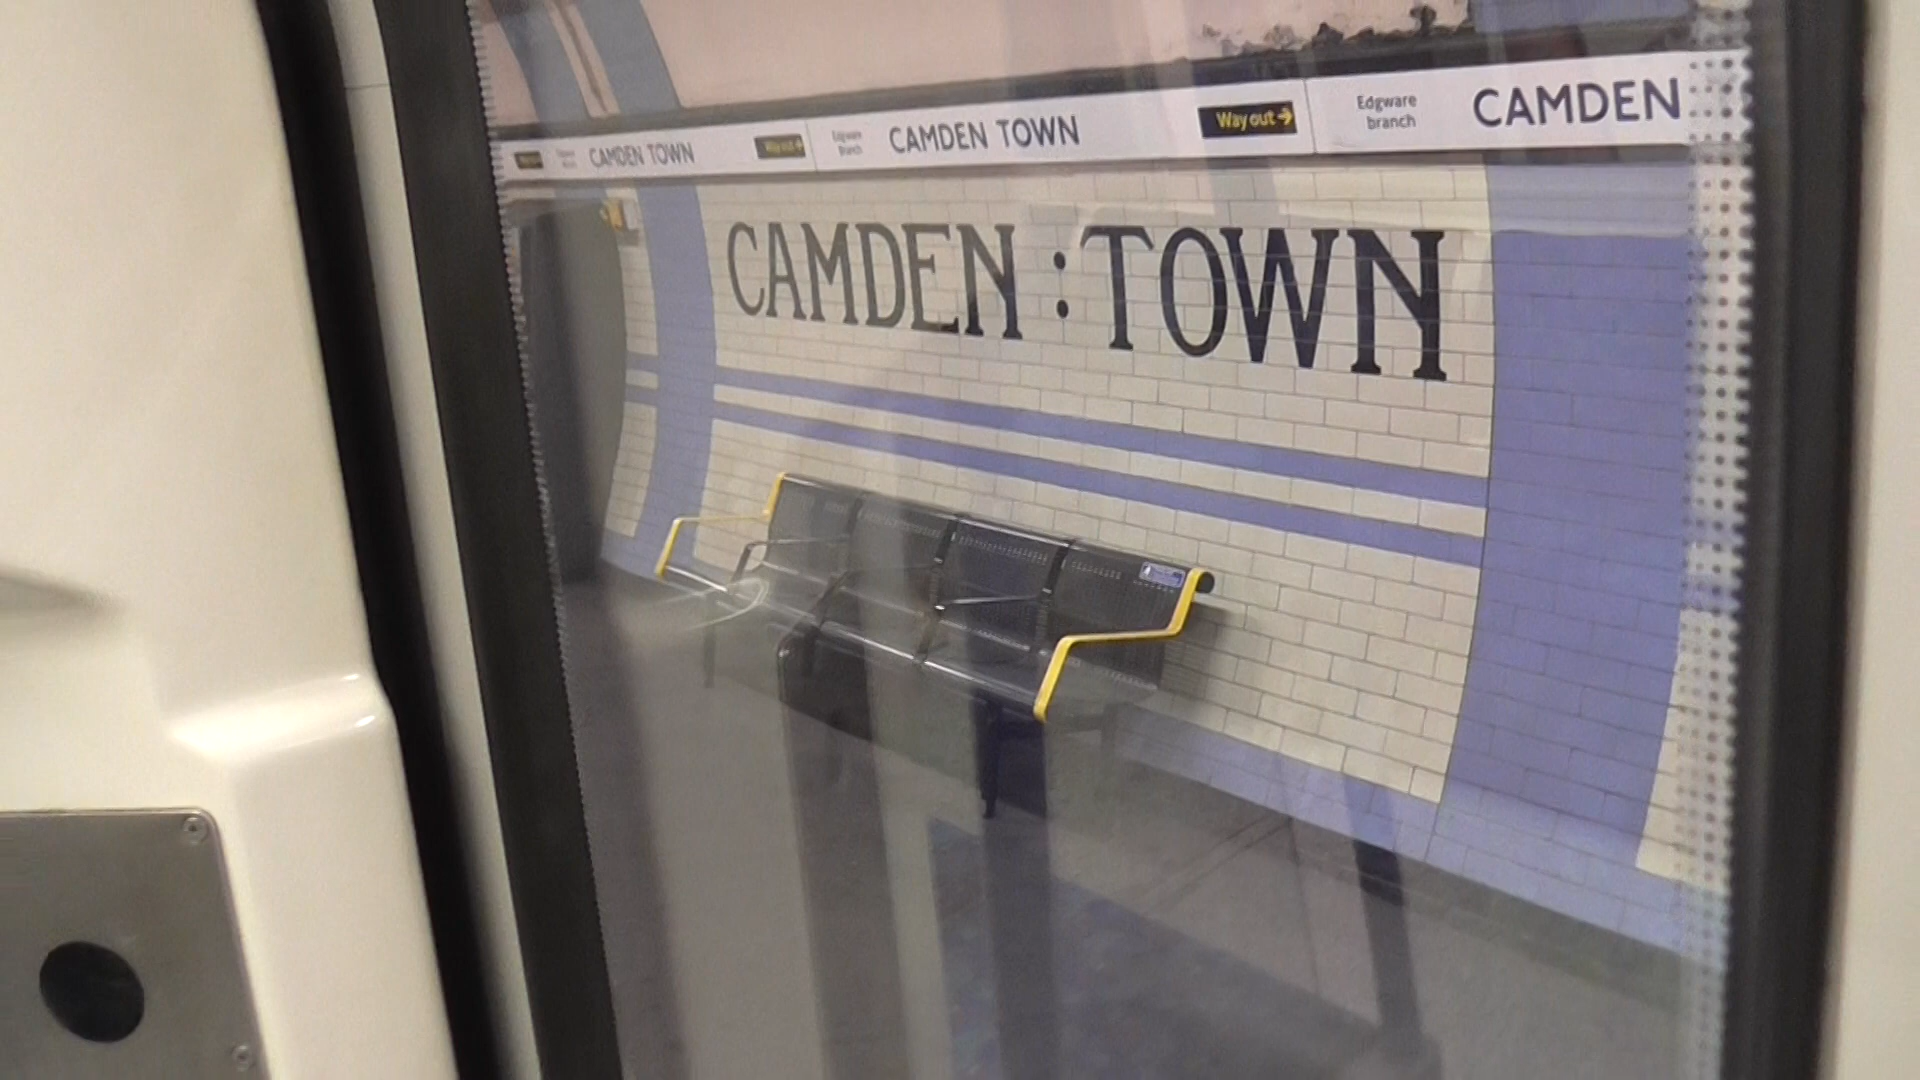 CAMDEN TOWN
Way out →
Edgware
Branch
CAMDEN TOWN
Way out →
Edgware
branch
CAMDEN
CAMDEN : TOWN